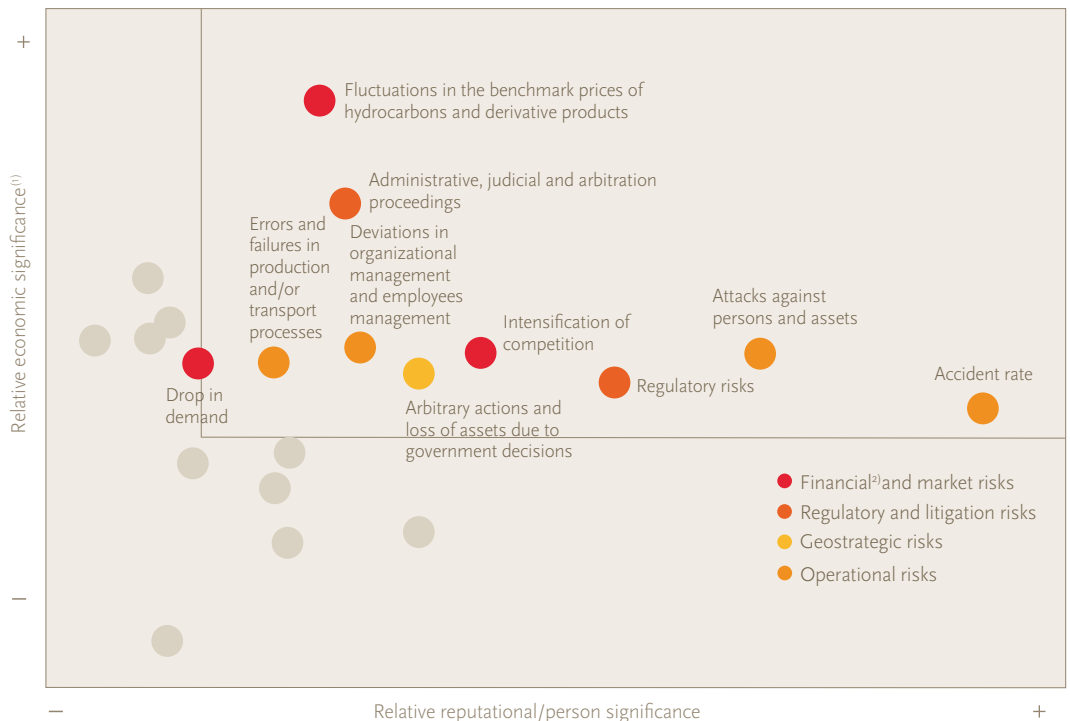 +
Fluctuations in the benchmark prices of
hydrocarbons and derivative products
Administrative, judicial and arbitration
proceedings
Errors and
failures in
production
and/or
transport
processes
Deviations in
organizational
management
and employees
management
Attacks against
persons and assets
Intensification of
competition
Accident rate
Regulatory risks
Drop in
demand
Arbitrary actions and
loss of assets due to
government decisions
Relative economic significance(1)
Financial2)and market risks
Regulatory and litigation risks
Geostrategic risks
Operational risks
–
–
Relative reputational/person significance
+